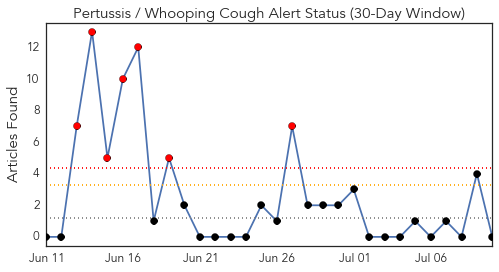 Pertussis / Whooping Cough Alert Status (30-Day Window)
Articles Found
12
10
8
6
4
2
0
Jun 11 Jun 16 Jun 21 Jun 26 Jul 01 Jul 06